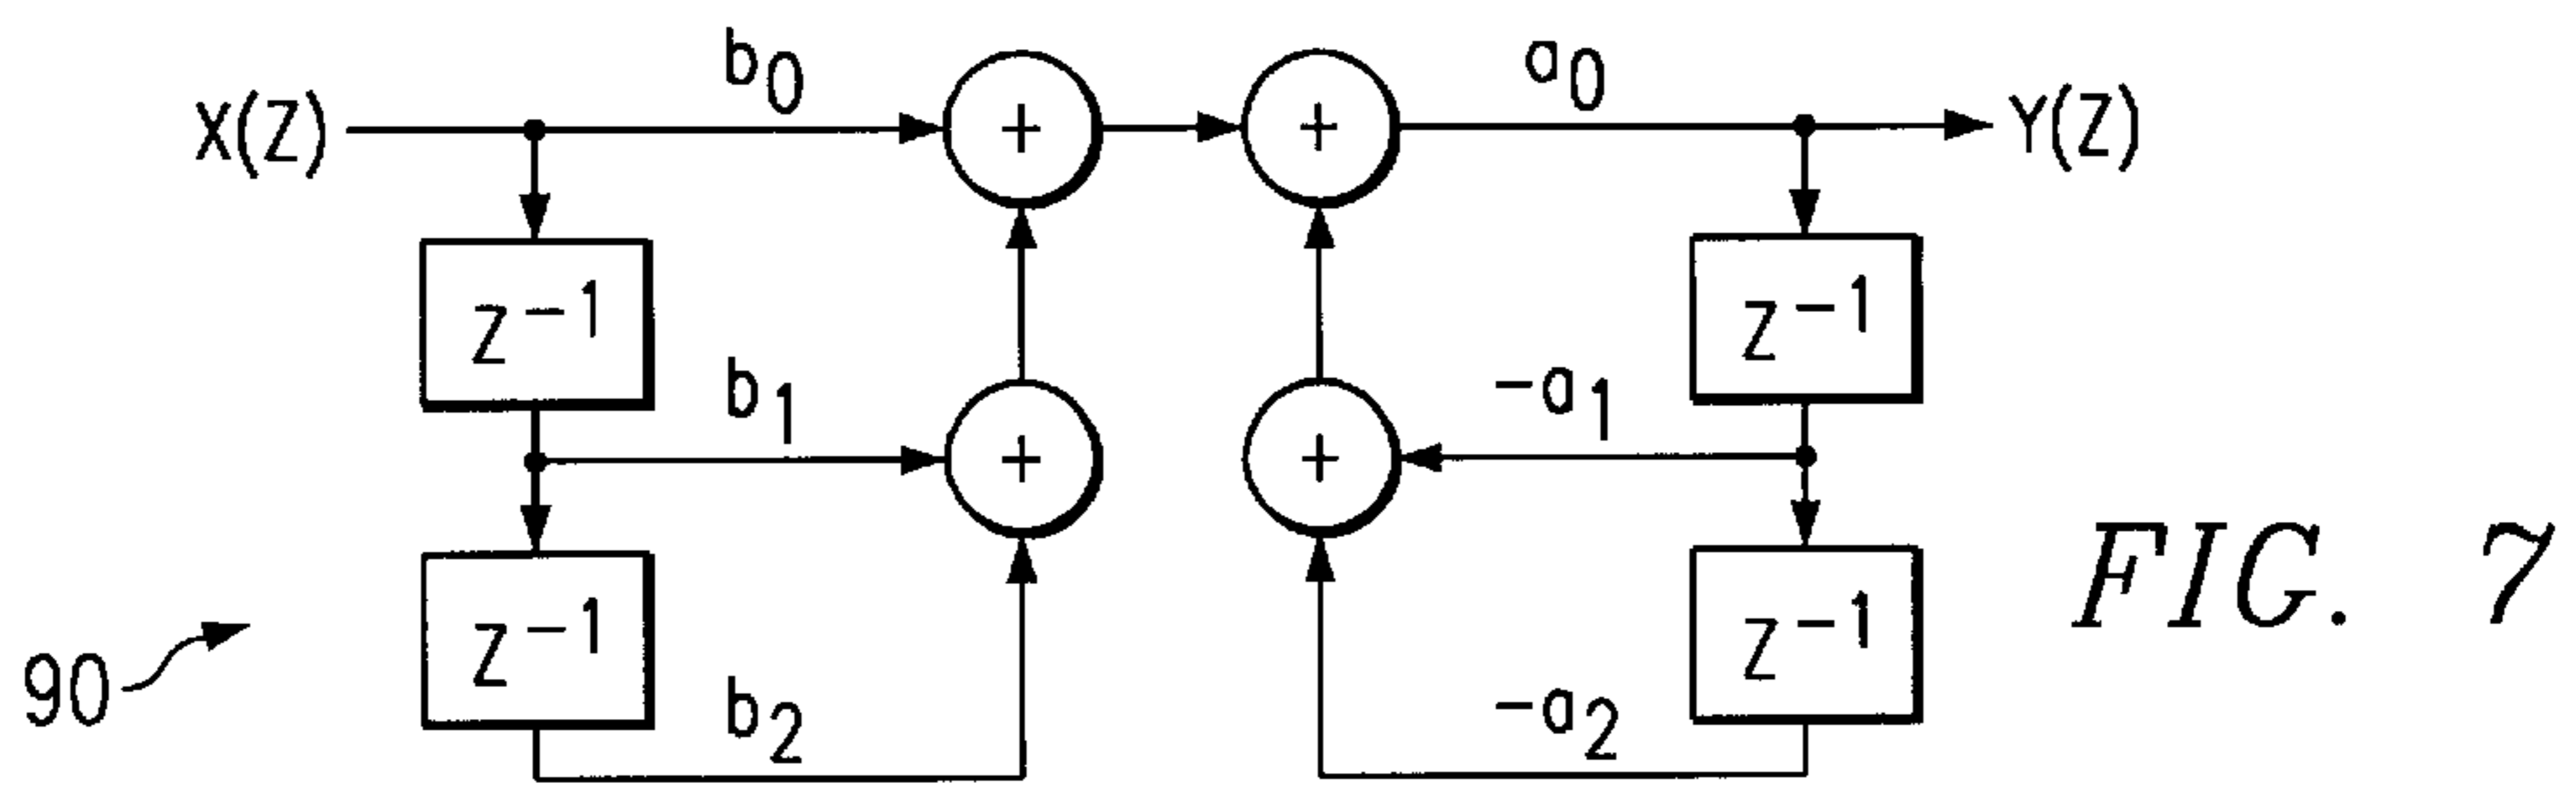 X(Z) b0 + + a0 Y(Z)
z−1 z−1
b1 + + −a1
z−1 z−1
b2 −a2
90
FIG. 7